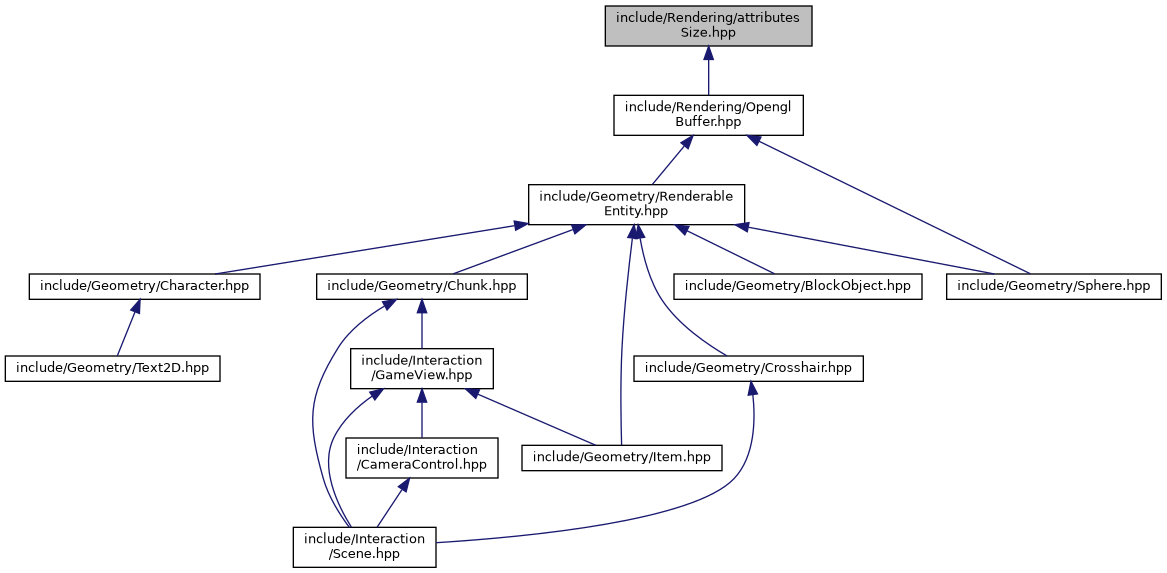 include/Rendering/attributes
Size.hpp
include/Rendering/Opengl
Buffer.hpp
include/Geometry/Renderable
Entity.hpp
include/Geometry/Character.hpp
include/Geometry/Chunk.hpp
include/Geometry/BlockObject.hpp
include/Geometry/Sphere.hpp
include/Geometry/Text2D.hpp
include/Interaction
/GameView.hpp
include/Geometry/Crosshair.hpp
include/Interaction
/CameraControl.hpp
include/Geometry/Item.hpp
include/Interaction
/Scene.hpp